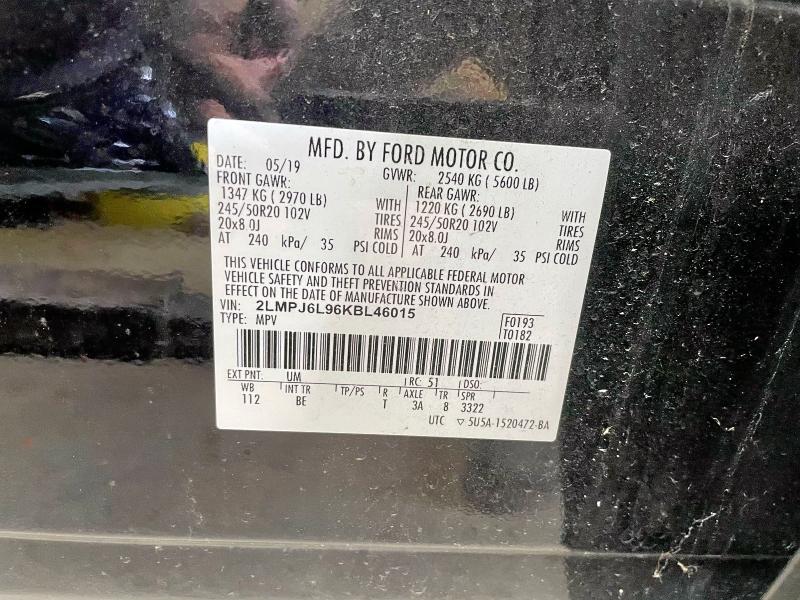 MFD. BY FORD MOTOR CO.
DATE: 05/19 GVWR: 2540 KG ( 5600 LB)
FRONT GAWR: REAR GAWR:
1347 KG ( 2970 LB) WITH 1220 KG ( 2690 LB) WITH
245/50R20 102V TIRES 245/50R20 102V TIRES
20x8.0J RIMS 20x8.0J RIMS
AT 240 kPa/ 35 PSI COLD AT 240 kPa/ 35 PSI COLD
THIS VEHICLE CONFORMS TO ALL APPLICABLE FEDERAL MOTOR
VEHICLE SAFETY AND THEFT PREVENTION STANDARDS IN
EFFECT ON THE DATE OF MANUFACTURE SHOWN ABOVE.
VIN: 2LMPJ6L96KBL46015 F0193
TYPE: MPV T0182
EXT PNT: UM RC: 51 DSO:
WB INT TR TP/PS R AXLE TR SPR
112 BE T 3A 8 3322
UTC ▽ 5U5A-1520472-BA